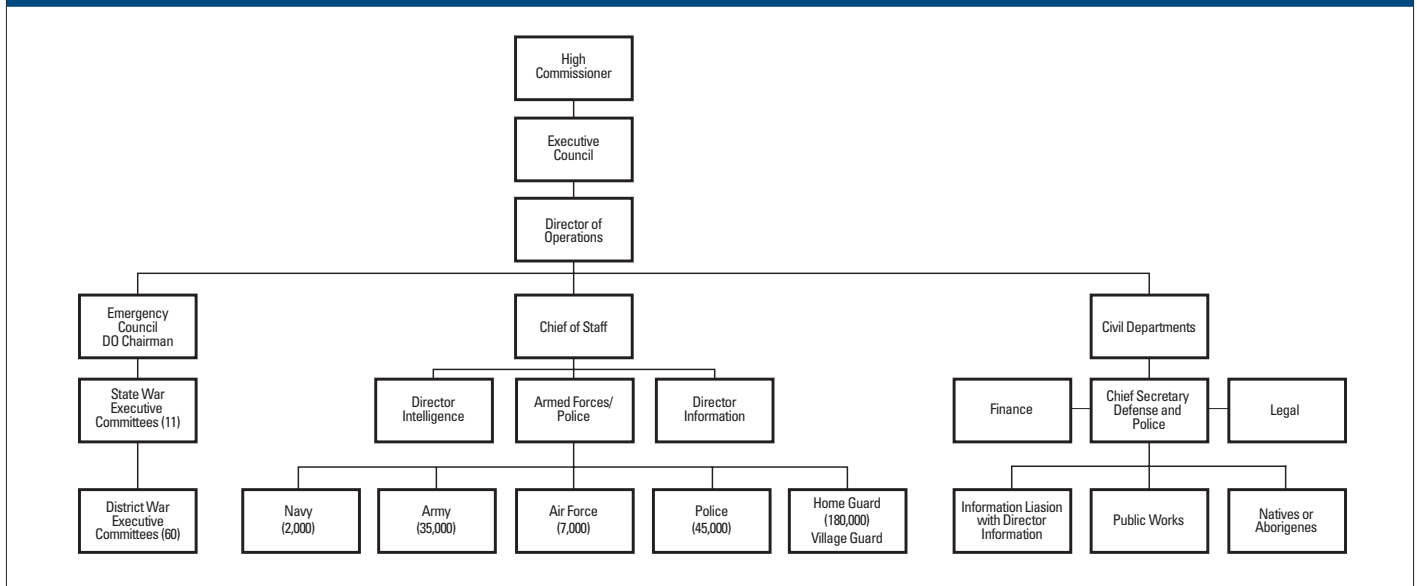 High
Commissioner
Executive
Council
Director of
Operations
Emergency
Council
DO Chairman
Chief of Staff
Civil Departments
State War
Executive
Committees (11)
Director
Intelligence
Armed Forces/
Police
Director
Information
Finance
Chief Secretary
Defense and
Police
Legal
District War
Executive
Committees (60)
Navy
(2,000)
Army
(35,000)
Air Force
(7,000)
Police
(45,000)
Home Guard
(180,000)
Village Guard
Information Liasion
with Director
Information
Public Works
Natives or
Aborigenes